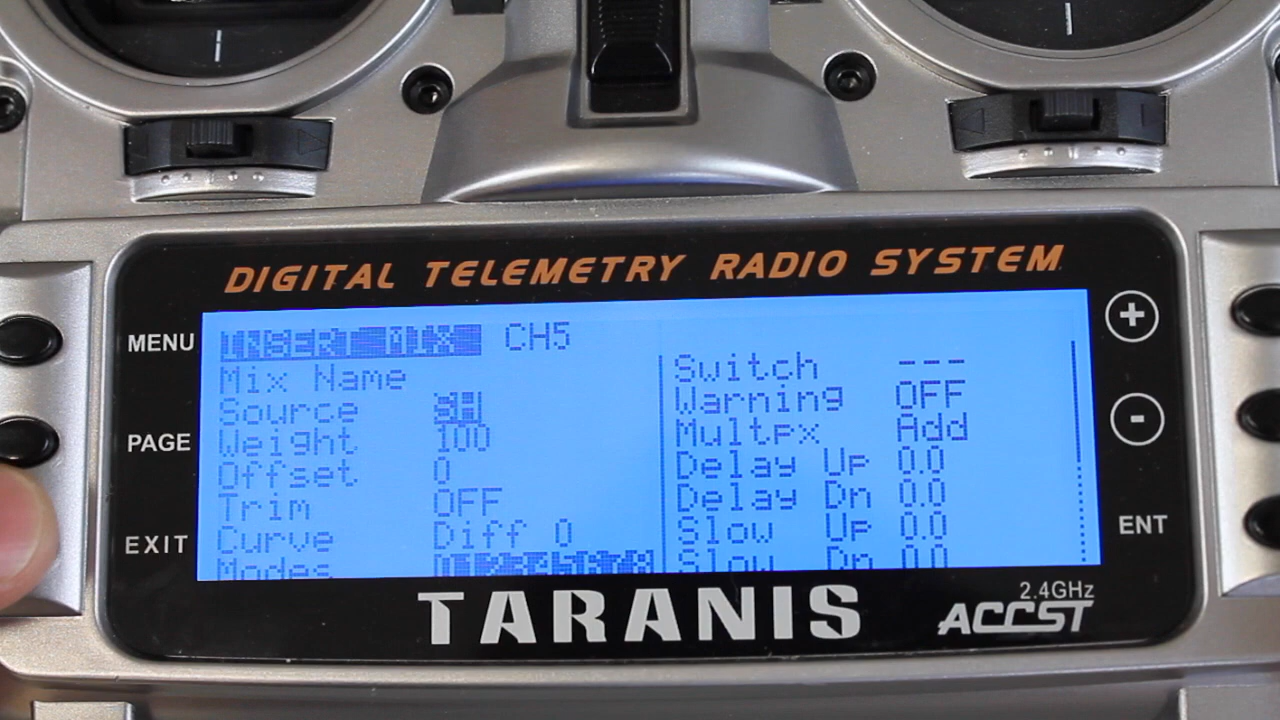 DIGITAL TELEMETRY RADIO SYSTEM
MENU
PAGE
EXIT
INSERT MIX CH5
Mix Name
Source sH
Weight 100
Offset 0
Trim OFF
Curve Diff 0
Modes 012345678
Switch ---
Warning OFF
Multpx Add
Delay Up 0.0
Delay Dn 0.0
Slow Up 0.0
Slow Dn 0.0
+
-
ENT
TARANIS
2.4GHz
ACCST